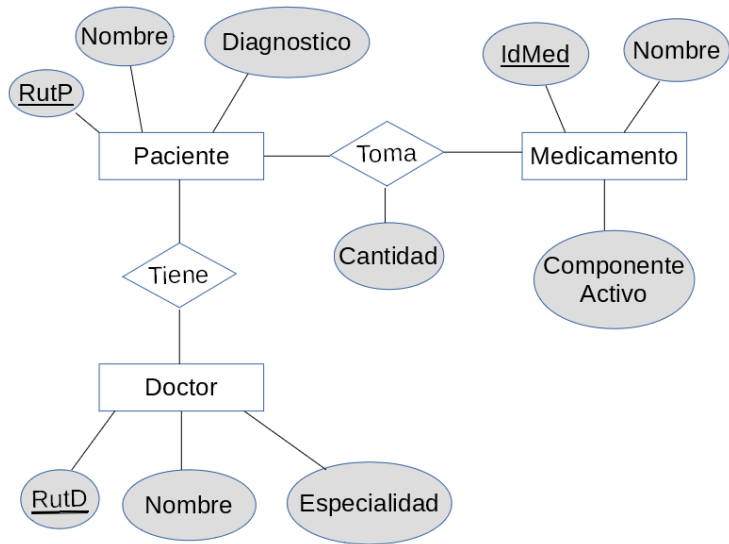 Nombre
Diagnostico
IdMed
Nombre
RutP
Paciente
Toma
Medicamento
Cantidad
Componente
Activo
Tiene
Doctor
RutD
Nombre
Especialidad